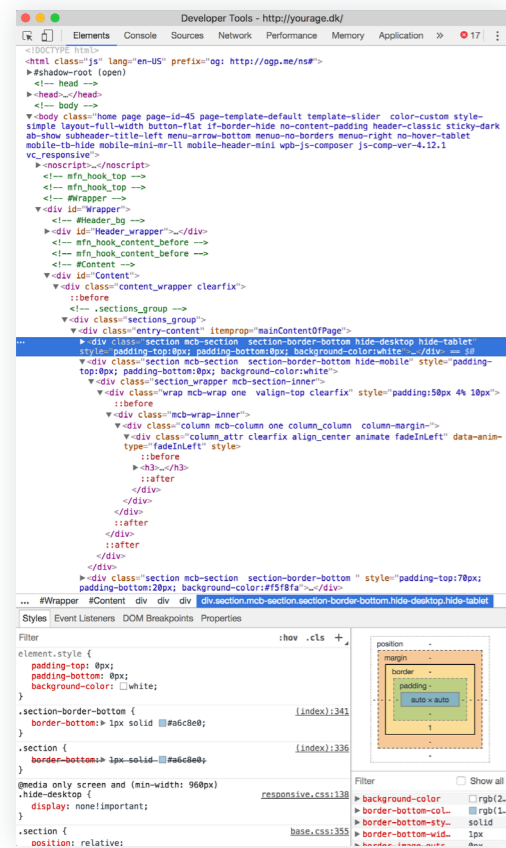 Developer Tools - http://yourage.dk/
Elements Console Sources Network Performance Memory Application » 17
<!DOCTYPE html>
<html class="js" lang="en-US" prefix="og: http://ogp.me/ns#">
▶#shadow-root (open)
<!-- head -->
▶<head>…</head>
<!-- body -->
▼<body class="home page page-id-45 page-template-default template-slider  color-custom style-
simple layout-full-width button-flat if-border-hide no-content-padding header-classic sticky-dark
ab-show subheader-title-left menu-arrow-bottom menuo-no-borders menuo-right no-hover-tablet
mobile-tb-hide mobile-mini-mr-ll mobile-header-mini wpb-js-composer js-comp-ver-4.12.1
vc_responsive">
▶<noscript>…</noscript>
<!-- mfn_hook_top -->
<!-- mfn_hook_top -->
<!-- #Wrapper -->
▼<div id="Wrapper">
<!-- #Header_bg -->
▶<div id="Header_wrapper">…</div>
<!-- mfn_hook_content_before -->
<!-- mfn_hook_content_before -->
<!-- #Content -->
▼<div id="Content">
▼<div class="content_wrapper clearfix">
::before
<!-- .sections_group -->
▼<div class="sections_group">
▼<div class="entry-content" itemprop="mainContentOfPage">
… ▶<div class="section mcb-section  section-border-bottom hide-desktop hide-tablet"
style="padding-top:0px; padding-bottom:0px; background-color:white">…</div> == $0
▼<div class="section mcb-section  section-border-bottom hide-mobile" style="padding-
top:0px; padding-bottom:0px; background-color:white">
▼<div class="section_wrapper mcb-section-inner">
▼<div class="wrap mcb-wrap one  valign-top clearfix" style="padding:50px 4% 10px">
::before
▼<div class="mcb-wrap-inner">
▼<div class="column mcb-column one column_column  column-margin-">
▼<div class="column_attr clearfix align_center animate fadeInLeft" data-anim-
type="fadeInLeft" style>
::before
▶<h3>…</h3>
::after
</div>
</div>
</div>
::after
</div>
::after
</div>
</div>
▶<div class="section mcb-section  section-border-bottom " style="padding-top:70px;
padding-bottom:20px; background-color:#f5f8fa">…</div>
... #Wrapper #Content div div div div.section.mcb-section.section-border-bottom.hide-desktop.hide-tablet
Styles Event Listeners DOM Breakpoints Properties
Filter :hov .cls +
element.style {
padding-top: 0px;
padding-bottom: 0px;
background-color: white;
}
.section-border-bottom { (index):341
border-bottom:▶ 1px solid #a6c8e0;
}
.section { (index):336
border-bottom:▶ 1px solid #a6c8e0;
}
@media only screen and (min-width: 960px)
.hide-desktop { responsive.css:138
display: none!important;
}
.section { base.css:355
position: relative;
position -
margin -
border -
padding -
auto × auto
-
1
-
-
Filter Show all
▶ background-color rgb(2…
▶ border-bottom-col… rgb(1…
▶ border-bottom-sty… solid
▶ border-bottom-wid… 1px